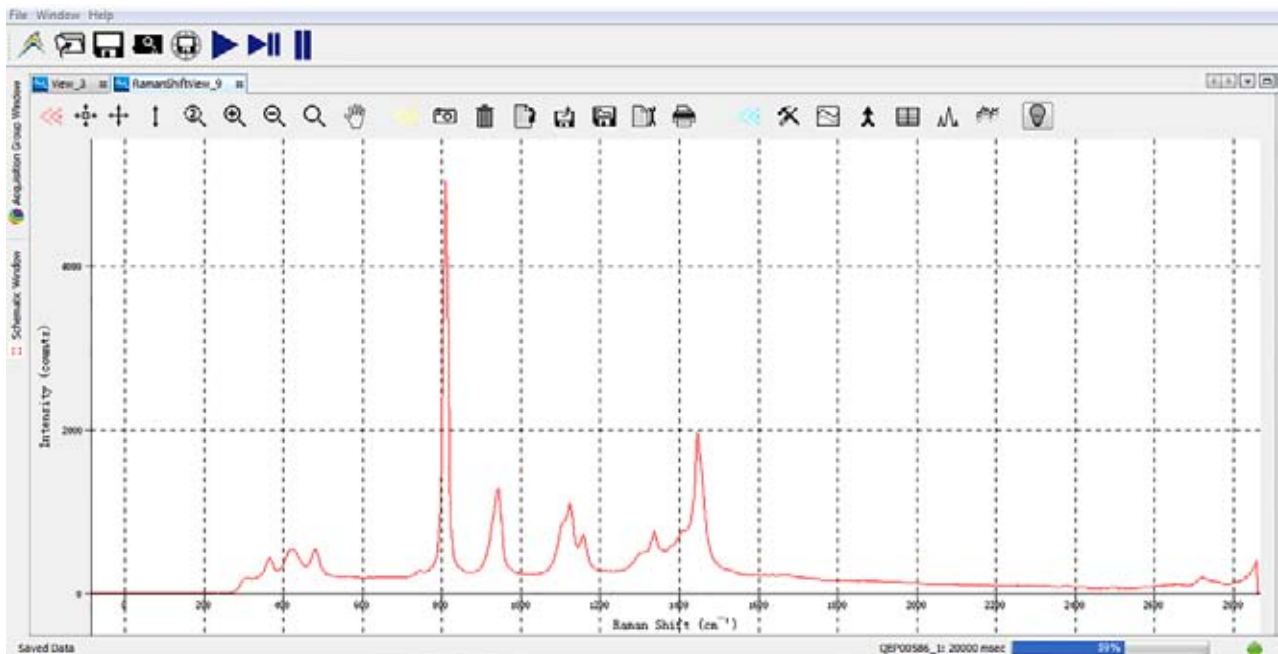 File Window Help
View_3 RamanShiftView_9
Acquisition Group Window
Schematic Window
4000
2000
0
Intensity (counts)
0 200 400 600 800 1000 1200 1400 1600 1800 2000 2200 2400 2600 2800
Raman Shift (cm⁻¹)
Saved Data
QEP00586_1: 20000 msec
59%